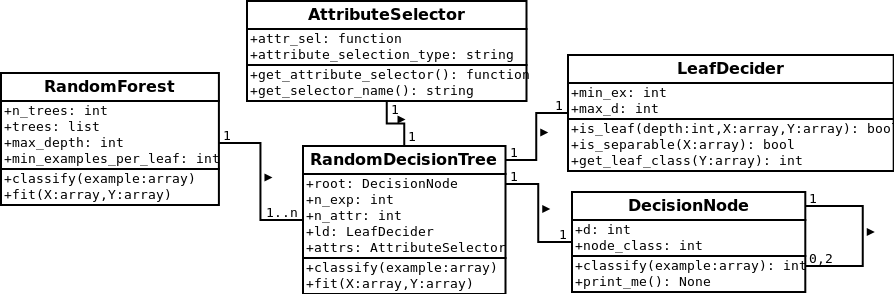 AttributeSelector
+attr_sel: function
+attribute_selection_type: string
+get_attribute_selector(): function
+get_selector_name(): string
LeafDecider
+min_ex: int
+max_d: int
+is_leaf(depth:int,X:array,Y:array): bool
+is_separable(X:array): bool
+get_leaf_class(Y:array): int
RandomForest
+n_trees: int
+trees: list
+max_depth: int
+min_examples_per_leaf: int
+classify(example:array)
+fit(X:array,Y:array)
1
1..n
1
1
RandomDecisionTree
+root: DecisionNode
+n_exp: int
+n_attr: int
+ld: LeafDecider
+attrs: AttributeSelector
+classify(example:array)
+fit(X:array,Y:array)
1
1
1
1
DecisionNode
+d: int
+node_class: int
+classify(example:array): int
+print_me(): None
1
0,2